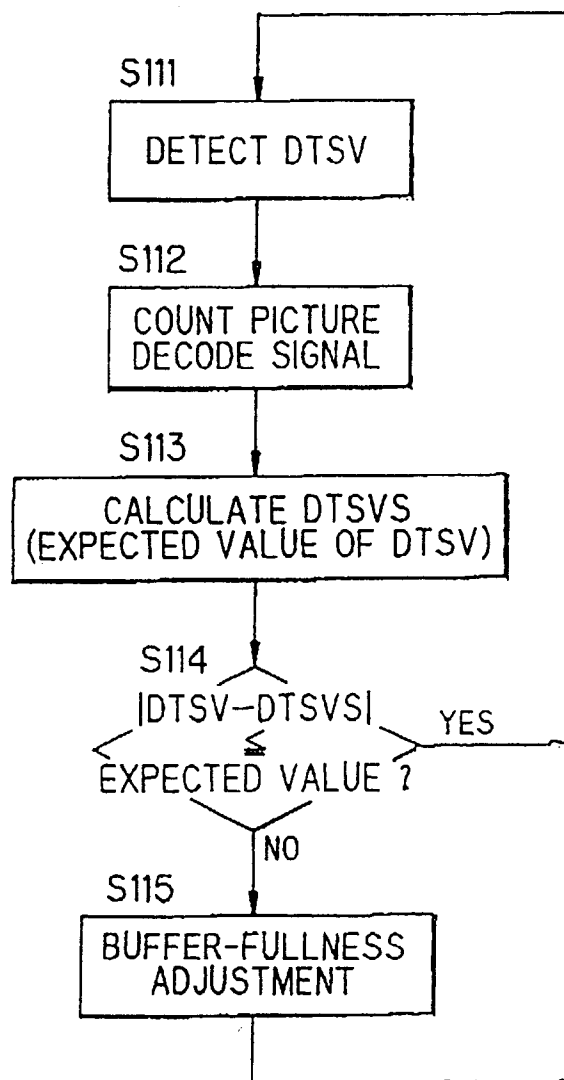 S111
DETECT DTSV
S112
COUNT PICTURE
DECODE SIGNAL
S113
CALCULATE DTSVS
(EXPECTED VALUE OF DTSV)
S114
|DTSV–DTSVS|
≦
EXPECTED VALUE ?
YES
NO
S115
BUFFER-FULLNESS
ADJUSTMENT